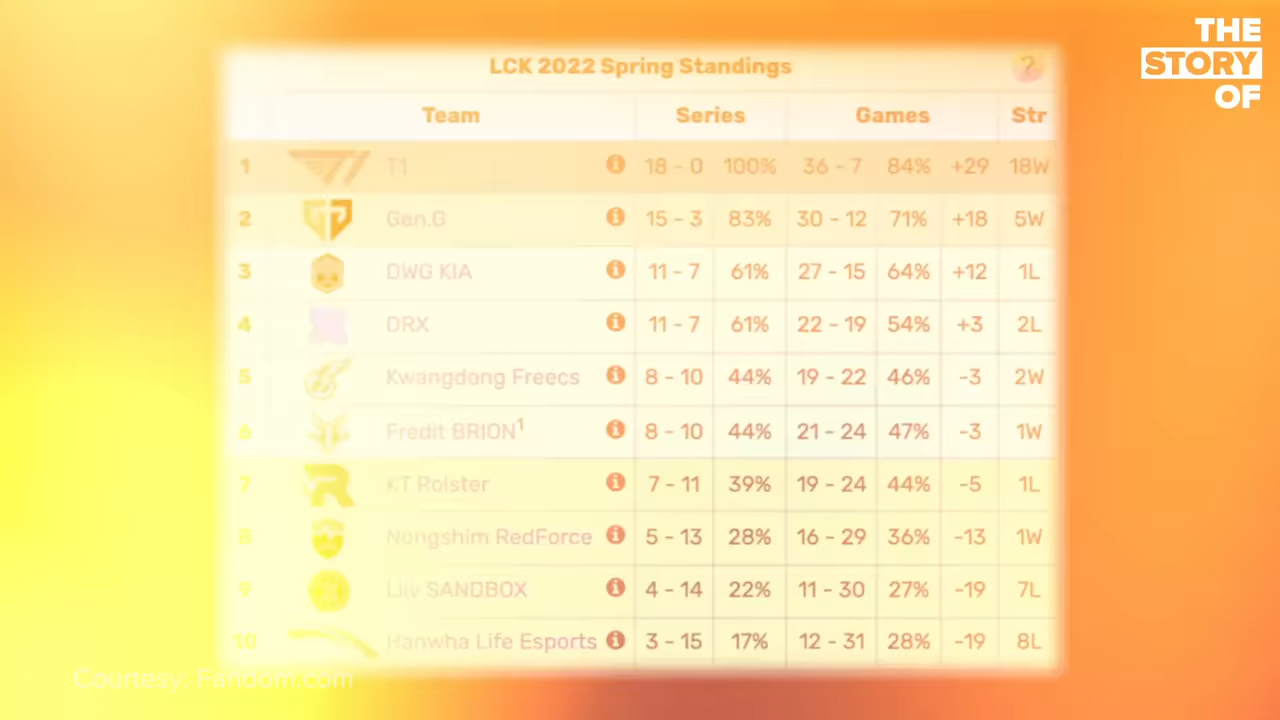 THE
STORY
OF
LCK 2022 Spring Standings ?
Team Series Games Str
1 T1 18 - 0 100% 36 - 7 84% +29 18W
2 Gen.G 15 - 3 83% 30 - 12 71% +18 5W
3 DWG KIA 11 - 7 61% 27 - 15 64% +12 1L
4 DRX 11 - 7 61% 22 - 19 54% +3 2L
5 Kwangdong Freecs 8 - 10 44% 19 - 22 46% -3 2W
6 Fredit BRION¹ 8 - 10 44% 21 - 24 47% -3 1W
7 KT Rolster 7 - 11 39% 19 - 24 44% -5 1L
8 Nongshim RedForce 5 - 13 28% 16 - 29 36% -13 1W
9 Liiv SANDBOX 4 - 14 22% 11 - 30 27% -19 7L
10 Hanwha Life Esports 3 - 15 17% 12 - 31 28% -19 8L
Courtesy: Fandom.com